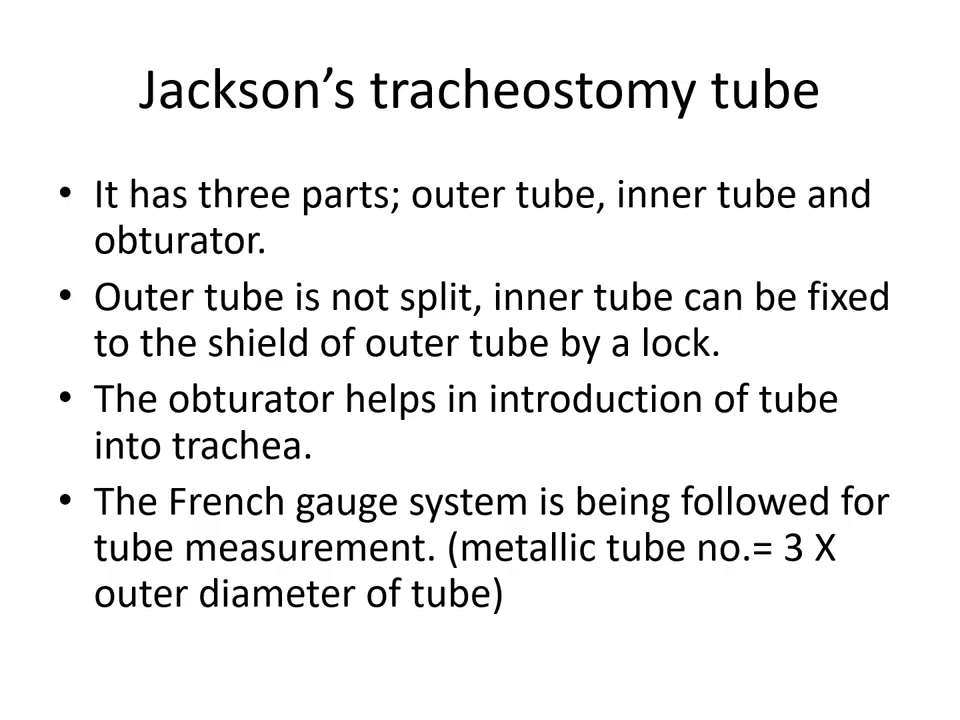 Jackson’s tracheostomy tube
• It has three parts; outer tube, inner tube and
obturator.
• Outer tube is not split, inner tube can be fixed
to the shield of outer tube by a lock.
• The obturator helps in introduction of tube
into trachea.
• The French gauge system is being followed for
tube measurement. (metallic tube no.= 3 X
outer diameter of tube)